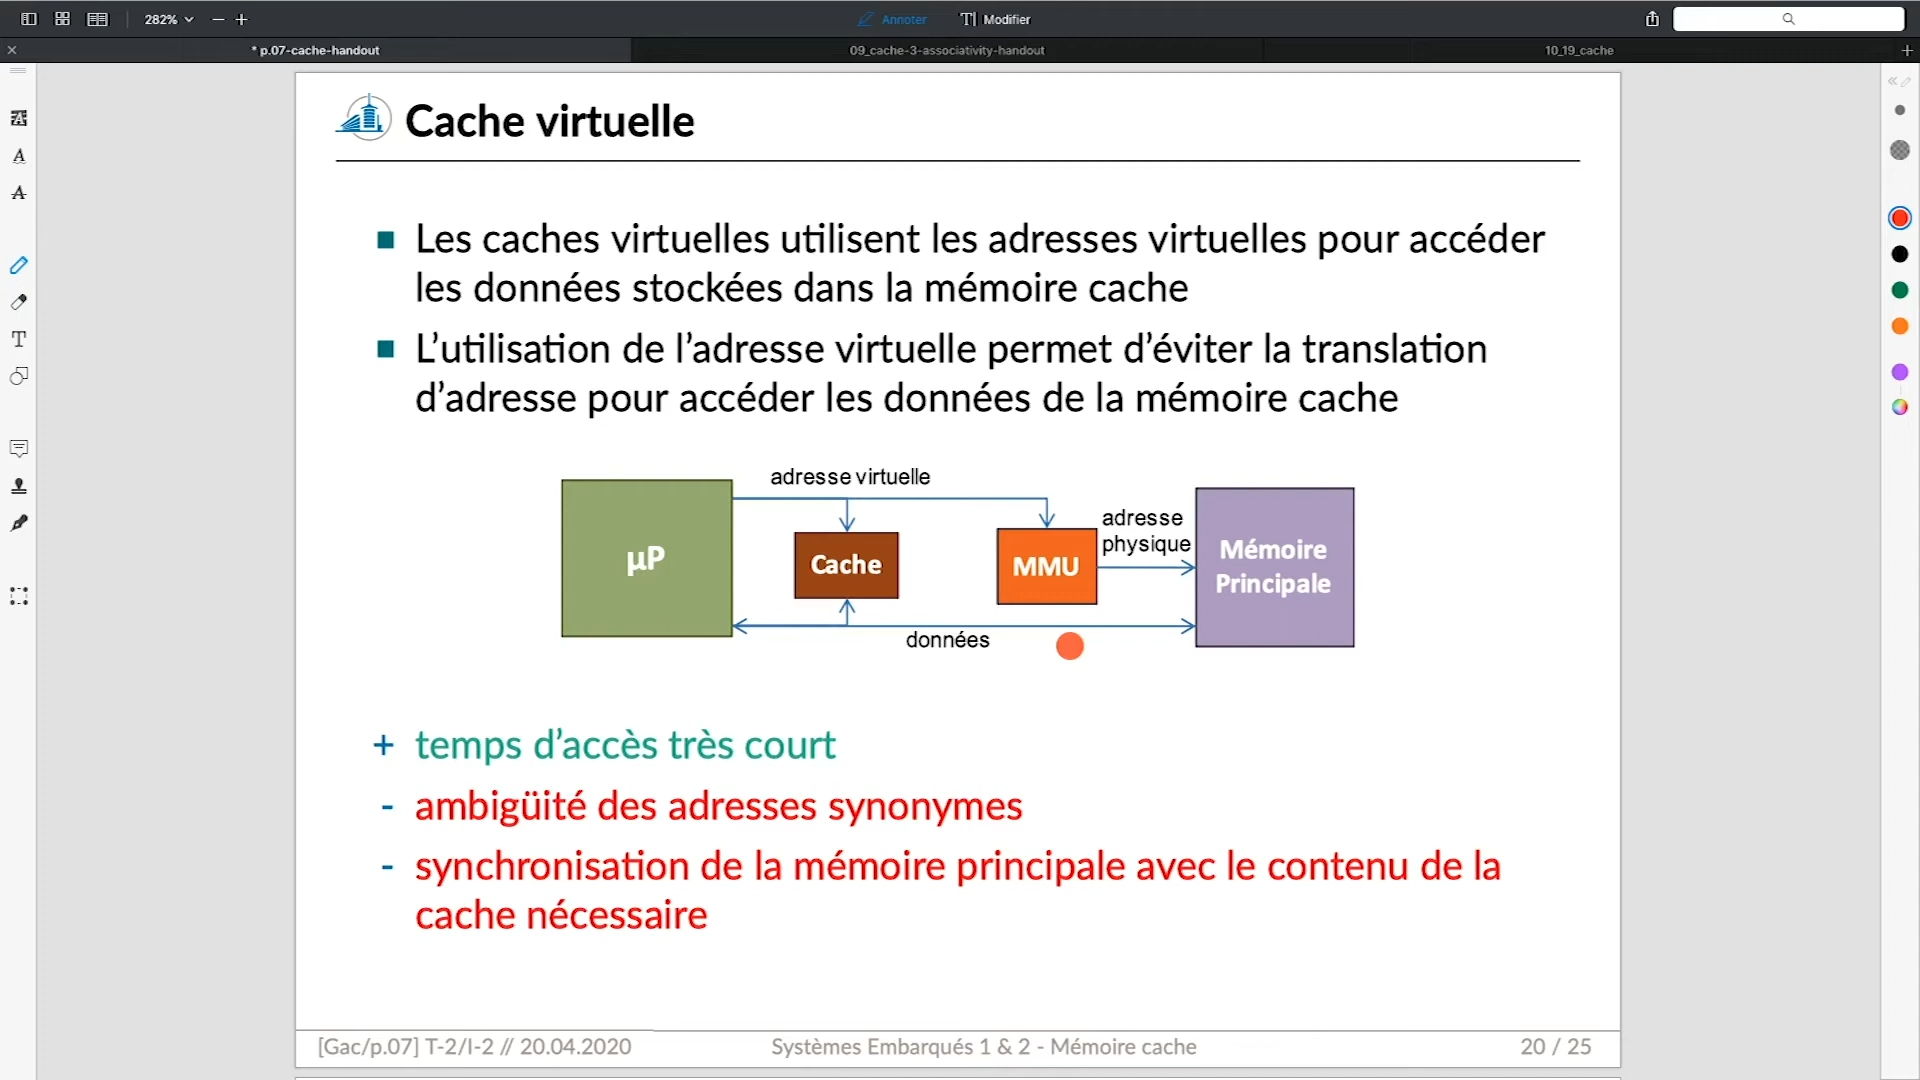 282%
Annoter
Modifier
* p.07-cache-handout
09_cache-3-associativity-handout
10_19_cache
Cache virtuelle
Les caches virtuelles utilisent les adresses virtuelles pour accéder
les données stockées dans la mémoire cache
L’utilisation de l’adresse virtuelle permet d’éviter la translation
d’adresse pour accéder les données de la mémoire cache
adresse virtuelle
µP
Cache
MMU
adresse
physique
Mémoire
Principale
données
+ temps d’accès très court
- ambigüité des adresses synonymes
- synchronisation de la mémoire principale avec le contenu de la
cache nécessaire
[Gac/p.07] T-2/I-2 // 20.04.2020
Systèmes Embarqués 1 & 2 - Mémoire cache
20 / 25